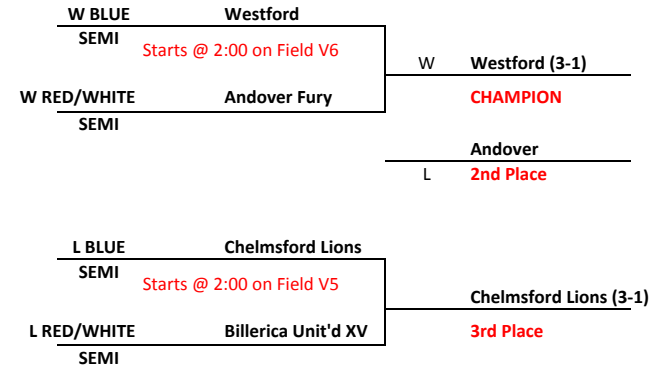 W BLUE Westford
SEMI
Starts @ 2:00 on Field V6
W Westford (3-1)
W RED/WHITE Andover Fury CHAMPION
SEMI
Andover
L 2nd Place
L BLUE Chelmsford Lions
SEMI
Starts @ 2:00 on Field V5
Chelmsford Lions (3-1)
L RED/WHITE Billerica Unit'd XV 3rd Place
SEMI